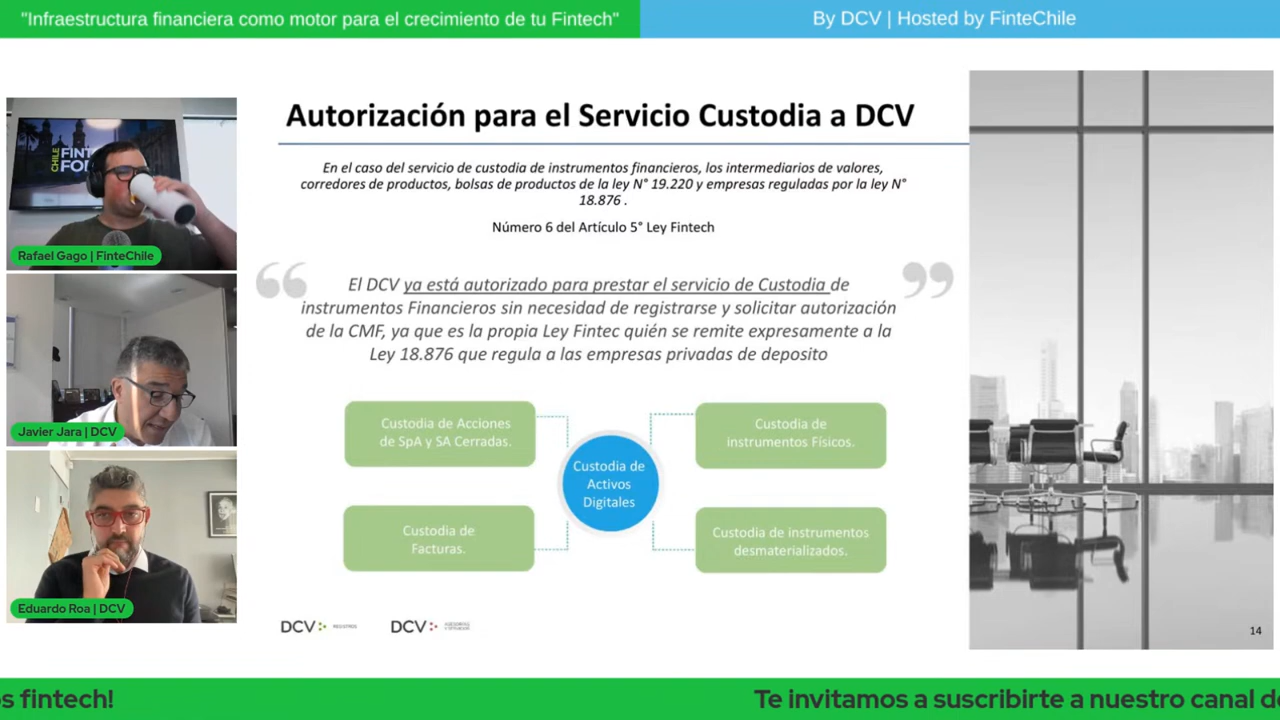 "Infraestructura financiera como motor para el crecimiento de tu Fintech"
By DCV | Hosted by FinteChile
Autorización para el Servicio Custodia a DCV
En el caso del servicio de custodia de instrumentos financieros, los intermediarios de valores,
corredores de productos, bolsas de productos de la ley N° 19.220 y empresas reguladas por la ley N°
18.876 .
Número 6 del Artículo 5° Ley Fintech
“
El DCV ya está autorizado para prestar el servicio de Custodia de
instrumentos Financieros sin necesidad de registrarse y solicitar autorización
de la CMF, ya que es la propia Ley Fintec quién se remite expresamente a la
Ley 18.876 que regula a las empresas privadas de deposito
”
Custodia de Acciones
de SpA y SA Cerradas.
Custodia de
instrumentos Físicos.
Custodia de
Activos
Digitales
Custodia de
Facturas.
Custodia de instrumentos
desmaterializados.
DCV REGISTROS
DCV
14
CHILE
FINT
FO
Rafael Gago | FinteChile
Javier Jara | DCV
Eduardo Roa | DCV
s fintech!
Te invitamos a suscribirte a nuestro canal de